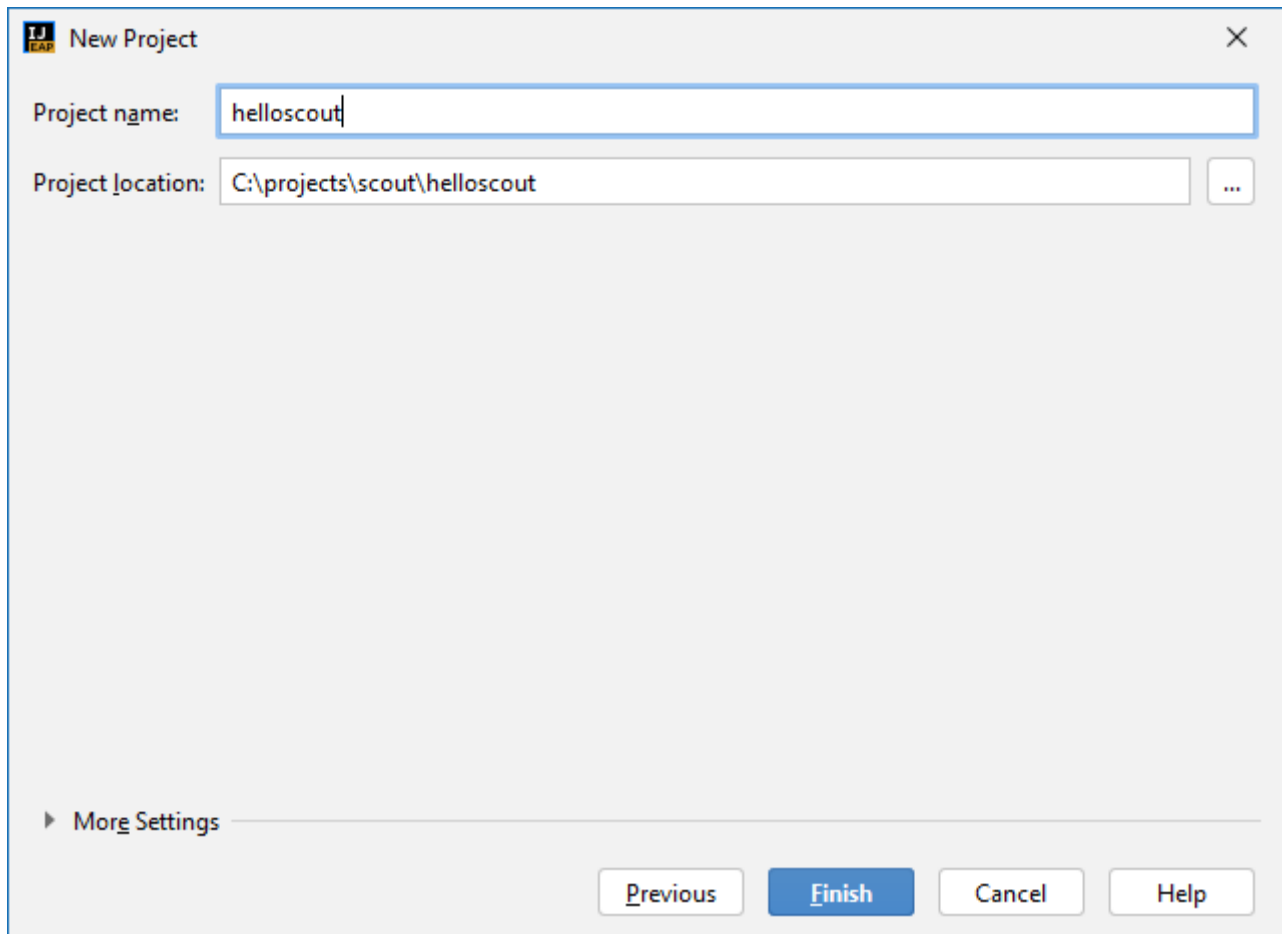 IJ
EAP
New Project
Project name: helloscout
Project location: C:\projects\scout\helloscout ...
More Settings
Previous Finish Cancel Help